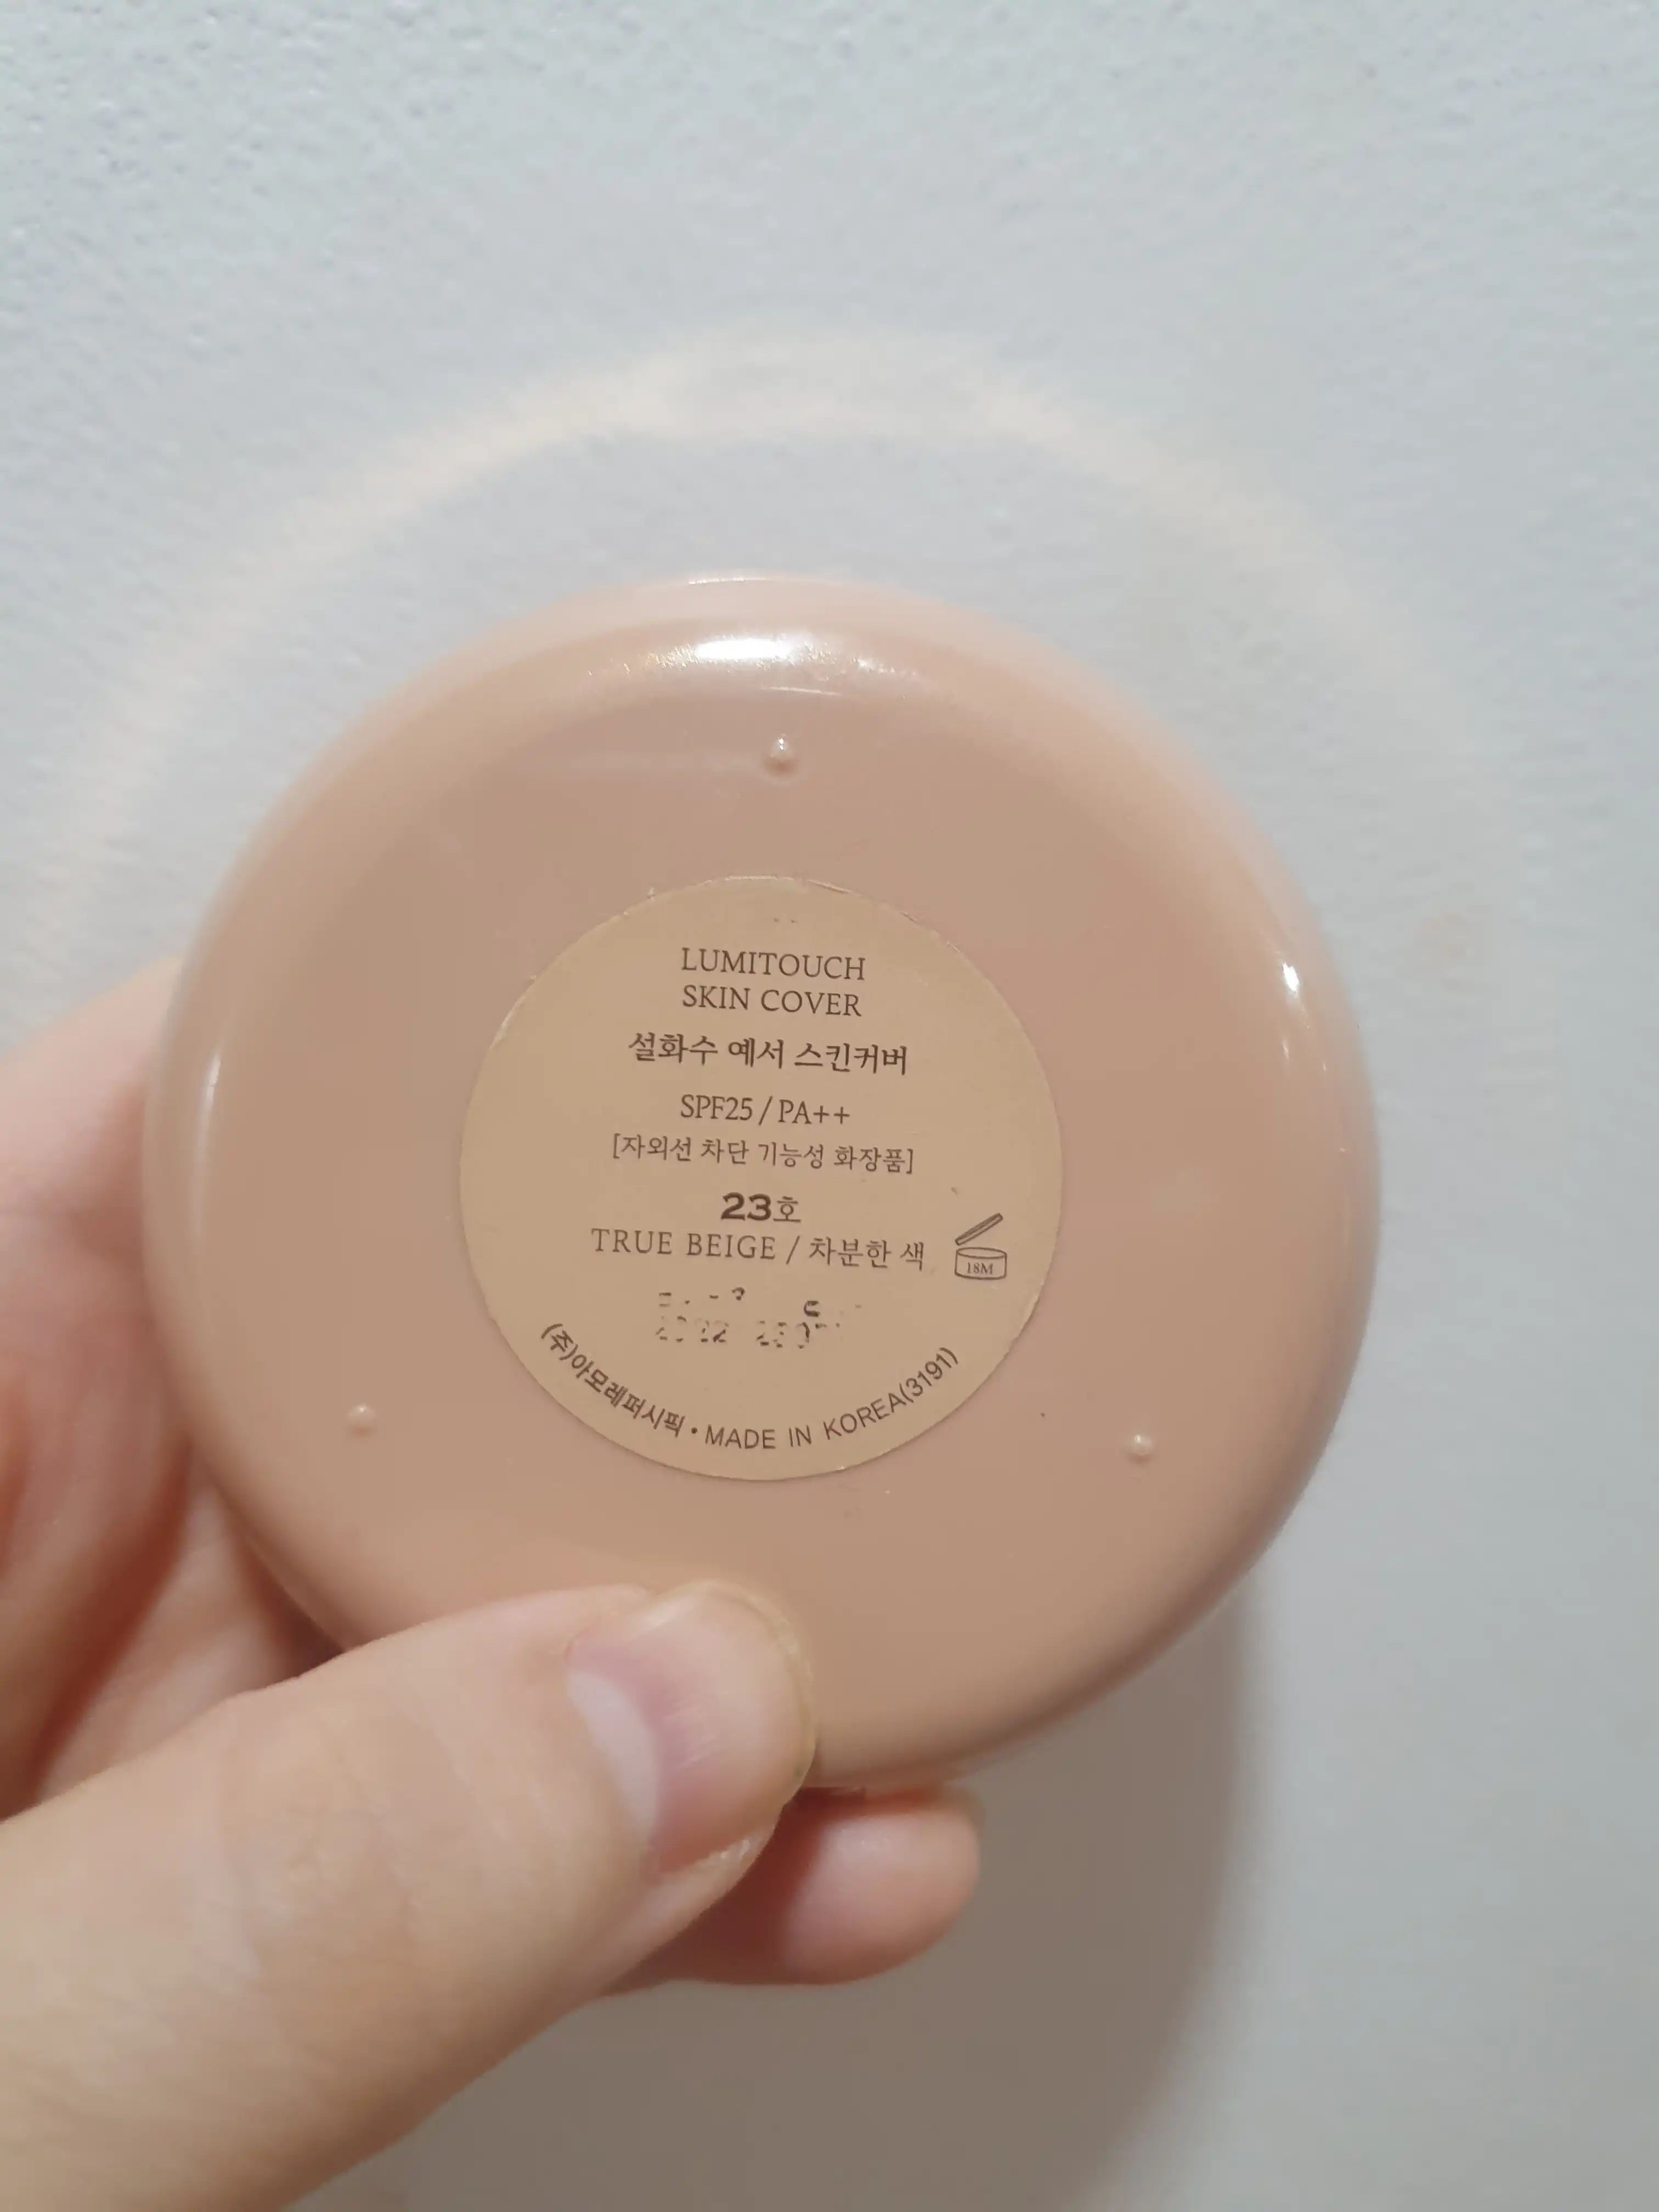 LUMITOUCH
SKIN COVER
설화수 예서 스킨커버
SPF25/PA++
[자외선 차단 기능성 화장품]
23호
TRUE BEIGE / 차분한 색
18M
(주)아모레퍼시픽 • MADE IN KOREA(3191)